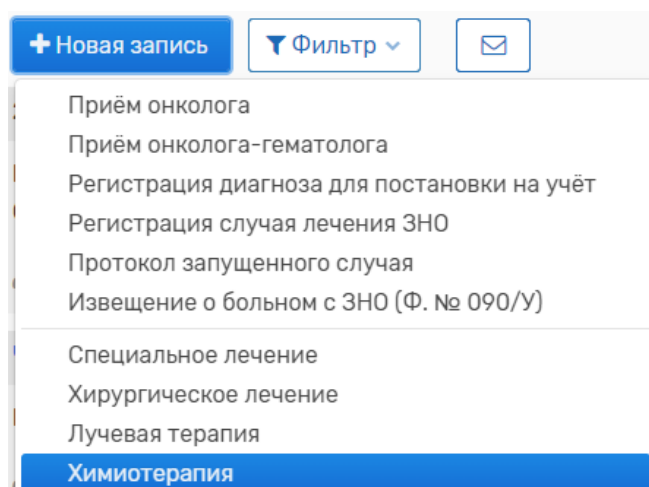 Новая запись
Фильтр
Приём онколога
Приём онколога-гематолога
Регистрация диагноза для постановки на учёт
Регистрация случая лечения ЗНО
Протокол запущенного случая
Извещение о больном с ЗНО (Ф. № 090/У)
Специальное лечение
Хирургическое лечение
Лучевая терапия
Химиотерапия